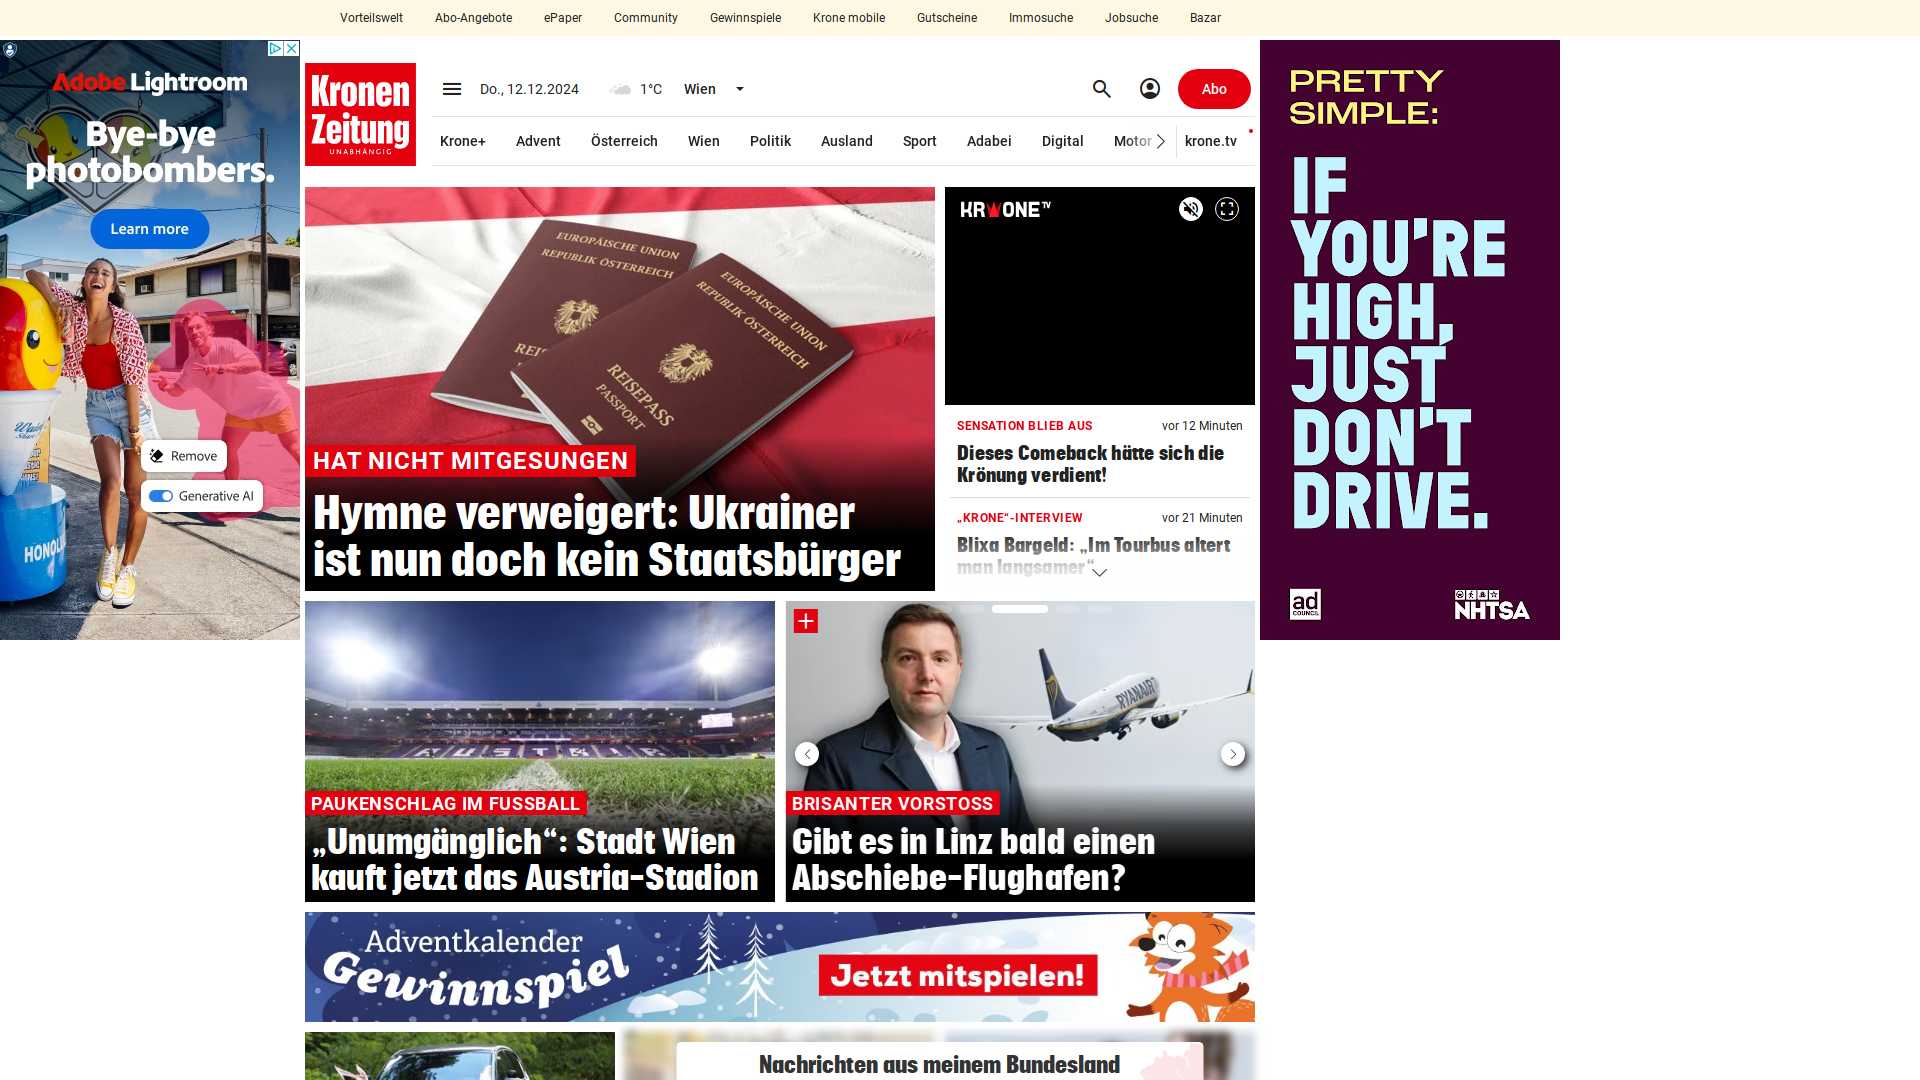 Vorteilswelt
Abo-Angebote
ePaper
Community
Gewinnspiele
Krone mobile
Gutscheine
Immosuche
Jobsuche
Bazar
Adobe Lightroom
Bye-bye
photobombers.
Learn more
Remove
Generative AI
Kronen
Zeitung
UNABHÄNGIG
Do., 12.12.2024
1°C
Wien
Abo
Krone+
Advent
Österreich
Wien
Politik
Ausland
Sport
Adabei
Digital
Motor
krone.tv
EUROPÄISCHE UNION
REPUBLIK ÖSTERREICH
EUROPÄISCHE UNION
REPUBLIK ÖSTERREICH
REISEPASS
PASSPORT
HAT NICHT MITGESUNGEN
Hymne verweigert: Ukrainer
ist nun doch kein Staatsbürger
KRONE TV
SENSATION BLIEB AUS
vor 12 Minuten
Dieses Comeback hätte sich die
Krönung verdient!
„KRONE“-INTERVIEW
vor 21 Minuten
Blixa Bargeld: „Im Tourbus altert
man langsamer“
AUSTRIA
PAUKENSCHLAG IM FUSSBALL
„Unumgänglich“: Stadt Wien
kauft jetzt das Austria-Stadion
RYANAIR
BRISANTER VORSTOSS
Gibt es in Linz bald einen
Abschiebe-Flughafen?
Adventkalender
Gewinnspiel
Jetzt mitspielen!
Nachrichten aus meinem Bundesland
PRETTY
SIMPLE:
IF
YOU'RE
HIGH,
JUST
DON'T
DRIVE.
ad
COUNCIL
NHTSA